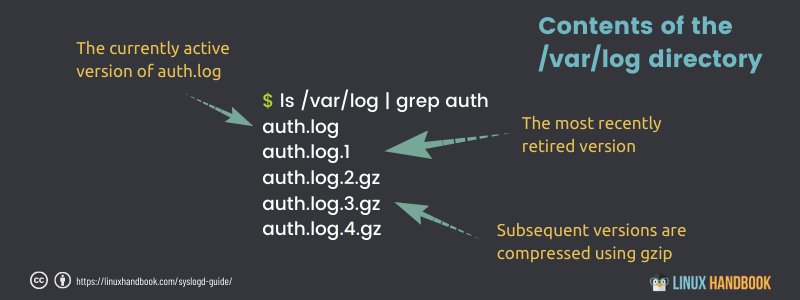 Contents of the
/var/log directory
The currently active
version of auth.log
$ ls /var/log | grep auth
auth.log
auth.log.1
auth.log.2.gz
auth.log.3.gz
auth.log.4.gz
The most recently
retired version
Subsequent versions are
compressed using gzip
cc
https://linuxhandbook.com/syslogd-guide/
LINUX HANDBOOK